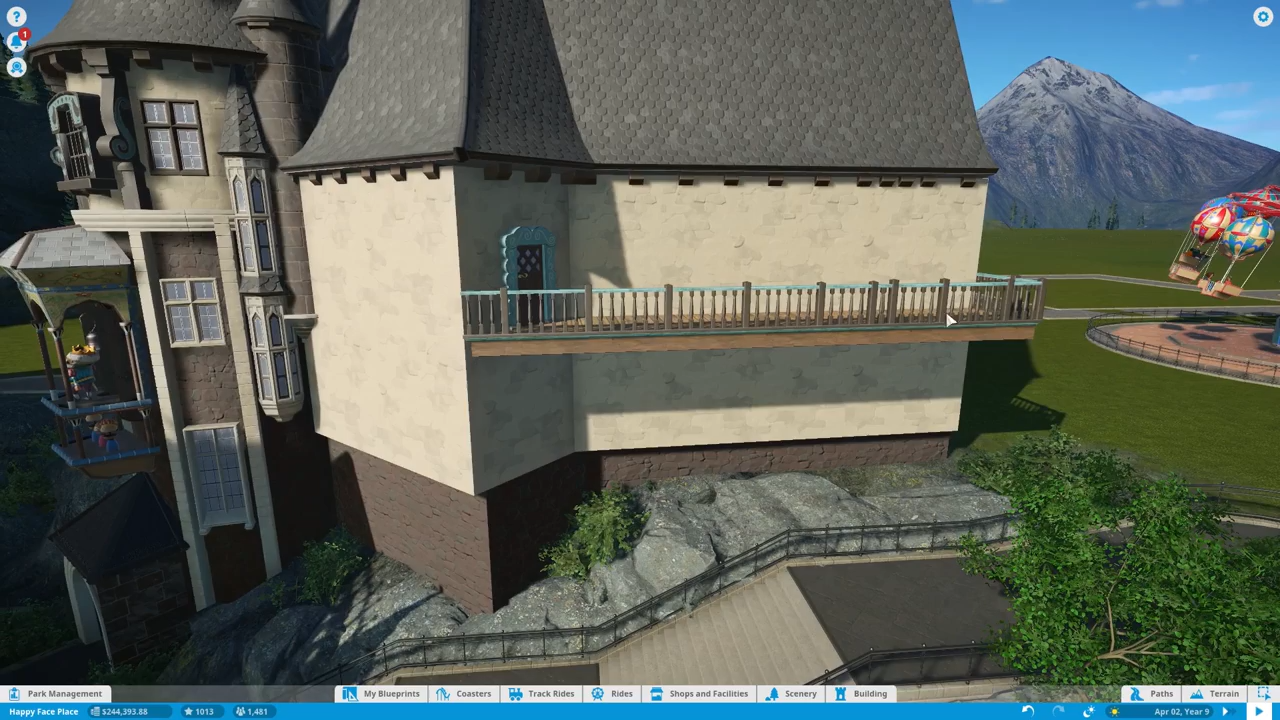 ?
1
Park Management
My Blueprints
Coasters
Track Rides
Rides
Shops and Facilities
Scenery
Building
Paths
Terrain
Happy Face Place
$244,393.88
1013
1,481
Apr 02, Year 9